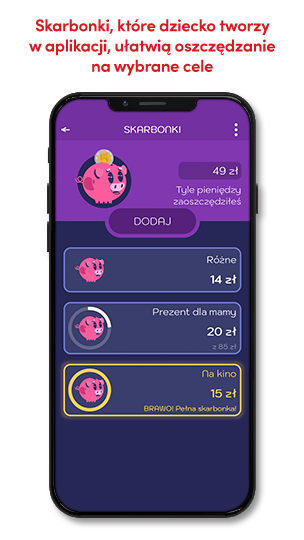 Skarbonki, które dziecko tworzy
w aplikacji, ułatwią oszczędzanie
na wybrane cele
SKARBONKI
49 zł
Tyle pieniędzy
zaoszczędziłeś
DODAJ
Różne
14 zł
Prezent dla mamy
20 zł
z 85 zł
Na kino
15 zł
BRAWO! Pełna skarbonka!